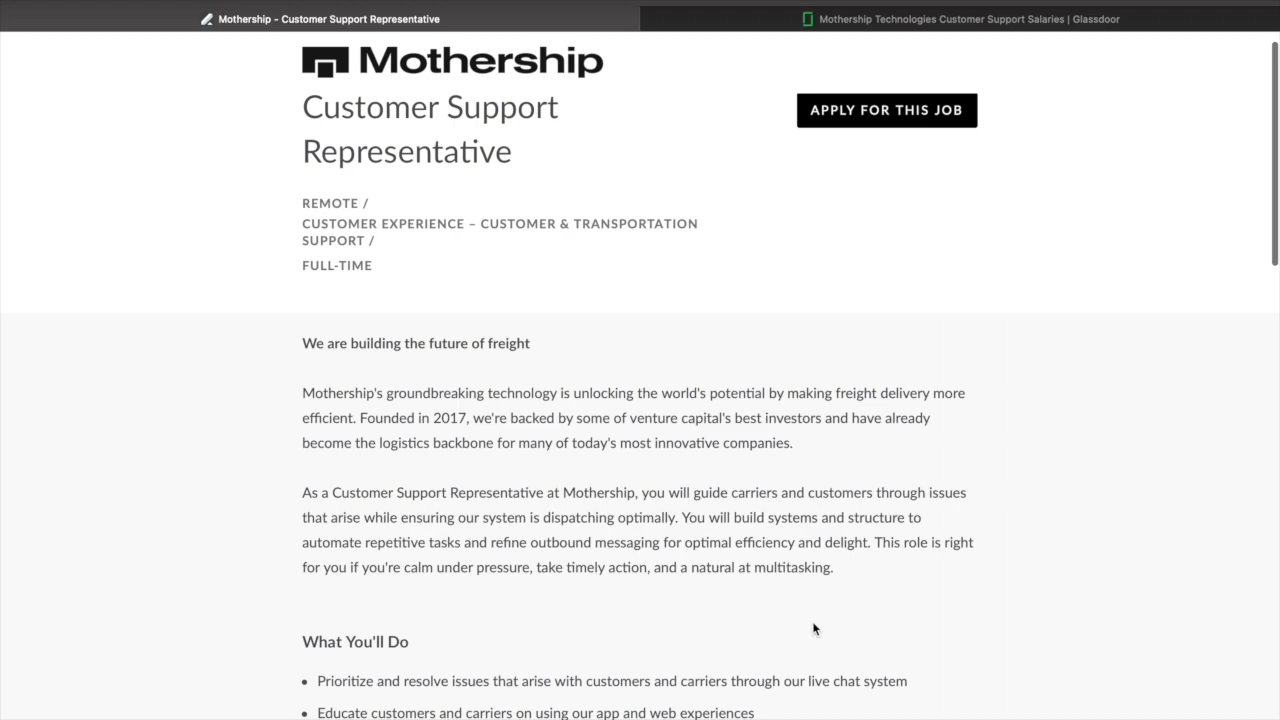 Mothership - Customer Support Representative
Mothership Technologies Customer Support Salaries | Glassdoor
Mothership
Customer Support
Representative
APPLY FOR THIS JOB
REMOTE /
CUSTOMER EXPERIENCE – CUSTOMER & TRANSPORTATION
SUPPORT /
FULL-TIME
We are building the future of freight
Mothership's groundbreaking technology is unlocking the world's potential by making freight delivery more
efficient. Founded in 2017, we're backed by some of venture capital's best investors and have already
become the logistics backbone for many of today's most innovative companies.
As a Customer Support Representative at Mothership, you will guide carriers and customers through issues
that arise while ensuring our system is dispatching optimally. You will build systems and structure to
automate repetitive tasks and refine outbound messaging for optimal efficiency and delight. This role is right
for you if you're calm under pressure, take timely action, and a natural at multitasking.
What You'll Do
• Prioritize and resolve issues that arise with customers and carriers through our live chat system
• Educate customers and carriers on using our app and web experiences